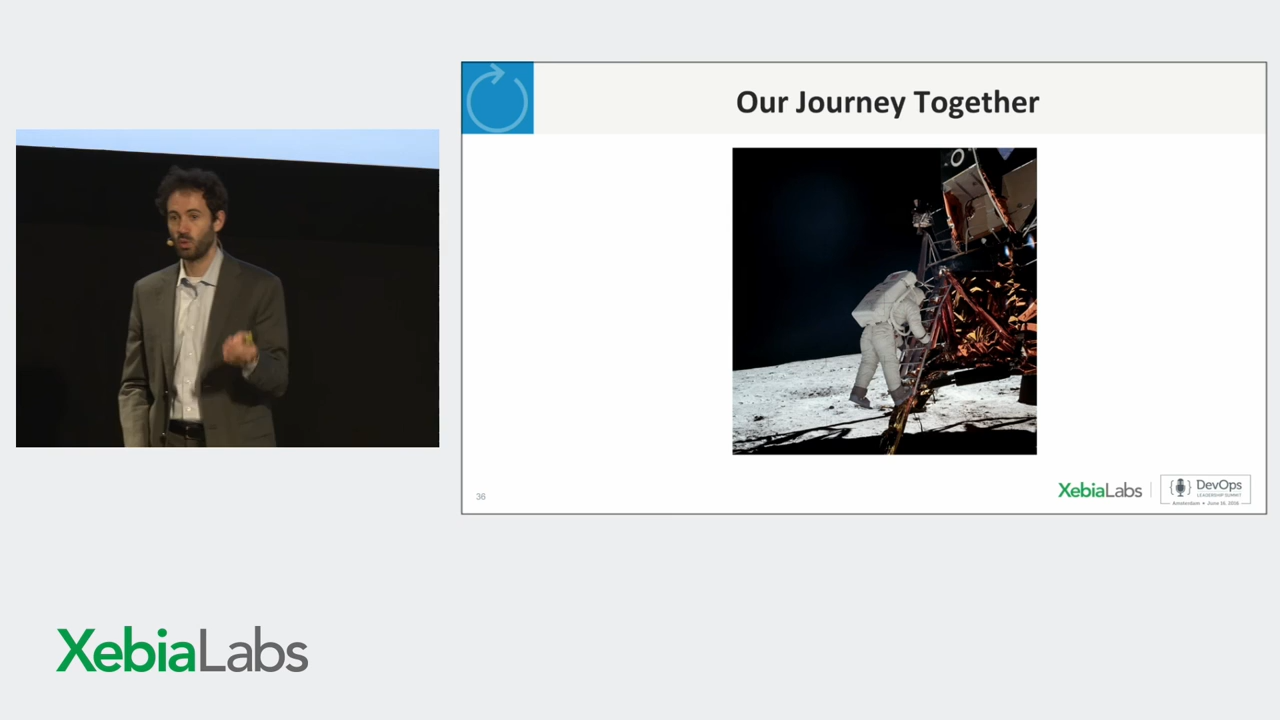 Our Journey Together
36
XebiaLabs
DevOps
LEADERSHIP SUMMIT
Amsterdam • June 16, 2016
XebiaLabs